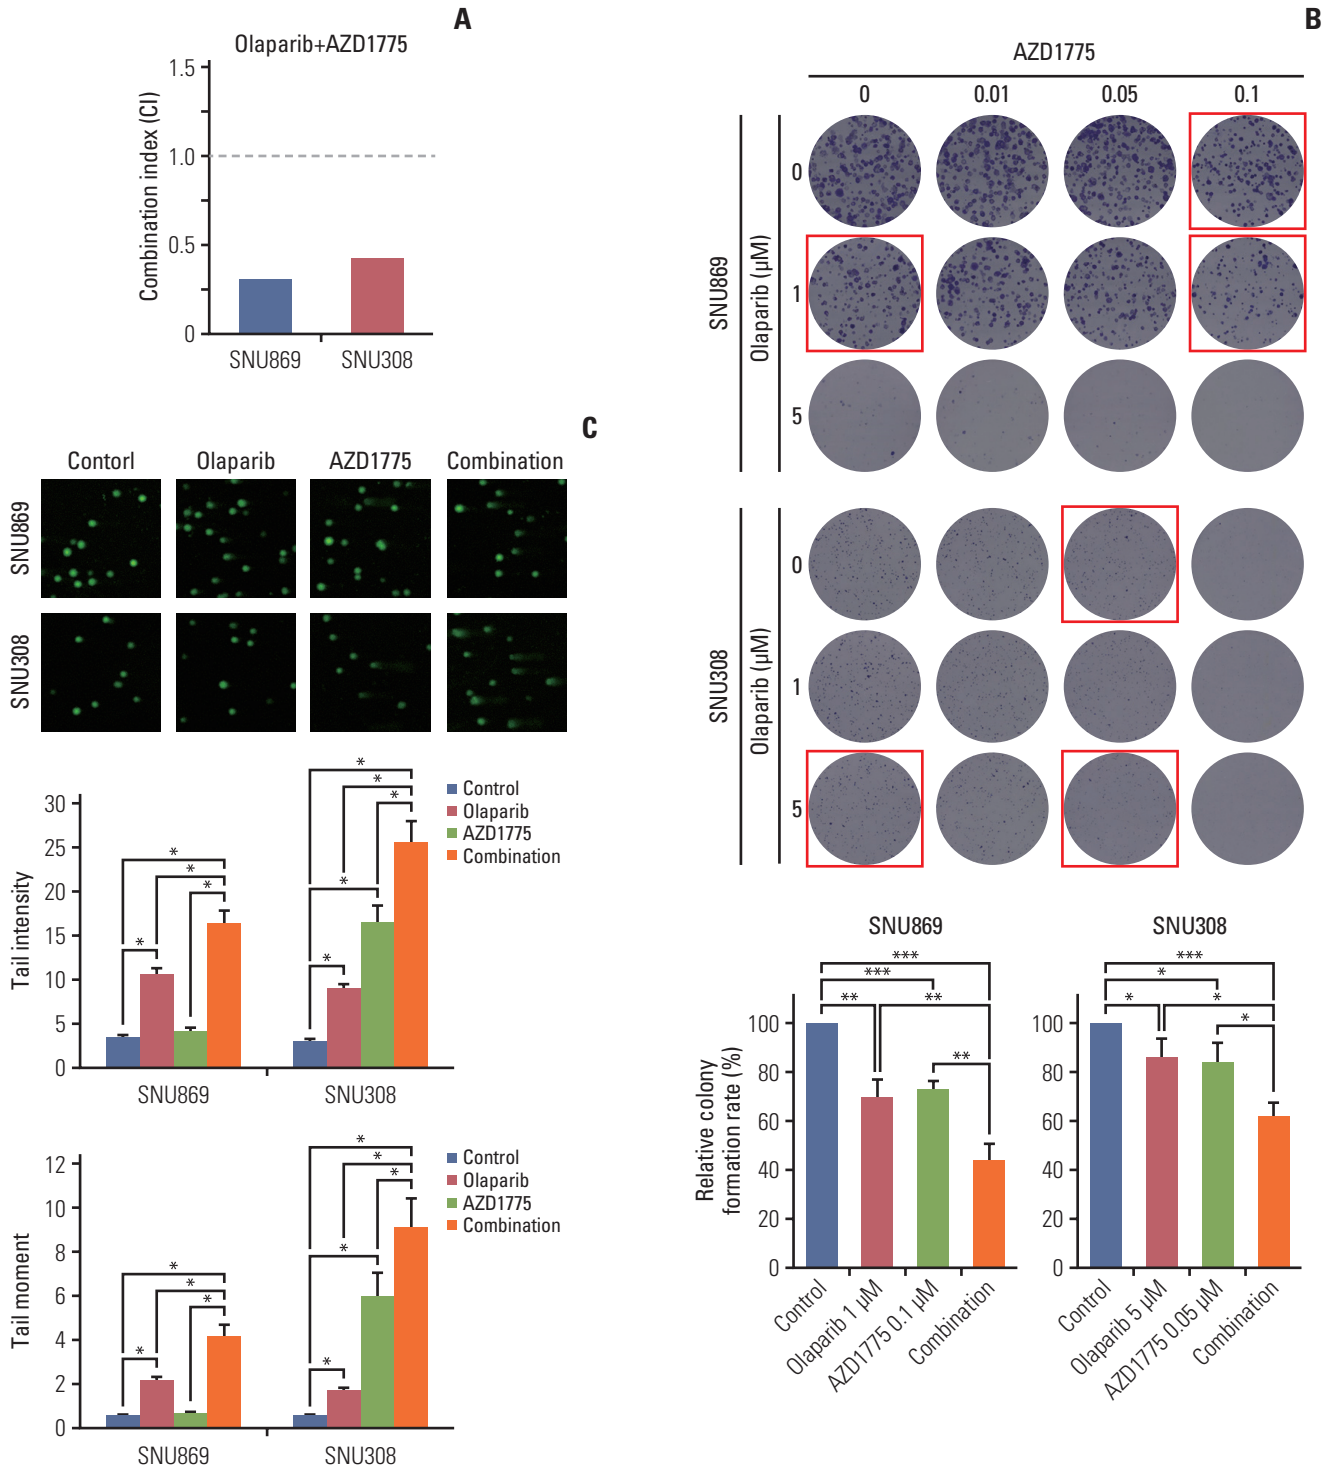 A
Olaparib+AZD1775
Combination index (CI)
1.5
1.0
0.5
0
SNU869
SNU308
B
AZD1775
0
0.01
0.05
0.1
SNU869
Olaparib (μM)
0
1
5
SNU308
Olaparib (μM)
0
1
5
SNU869
Relative colony
formation rate (%)
100
80
60
40
20
0
***
***
**
**
**
Control
Olaparib 1 μM
AZD1775 0.1 μM
Combination
SNU308
100
80
60
40
20
0
***
*
*
*
*
Control
Olaparib 5 μM
AZD1775 0.05 μM
Combination
C
Contorl
Olaparib
AZD1775
Combination
SNU869
SNU308
Tail intensity
30
25
20
15
10
5
0
*
*
*
*
*
*
*
*
*
SNU869
SNU308
Control
Olaparib
AZD1775
Combination
Tail moment
12
10
8
6
4
2
0
*
*
*
*
*
*
*
*
*
SNU869
SNU308
Control
Olaparib
AZD1775
Combination